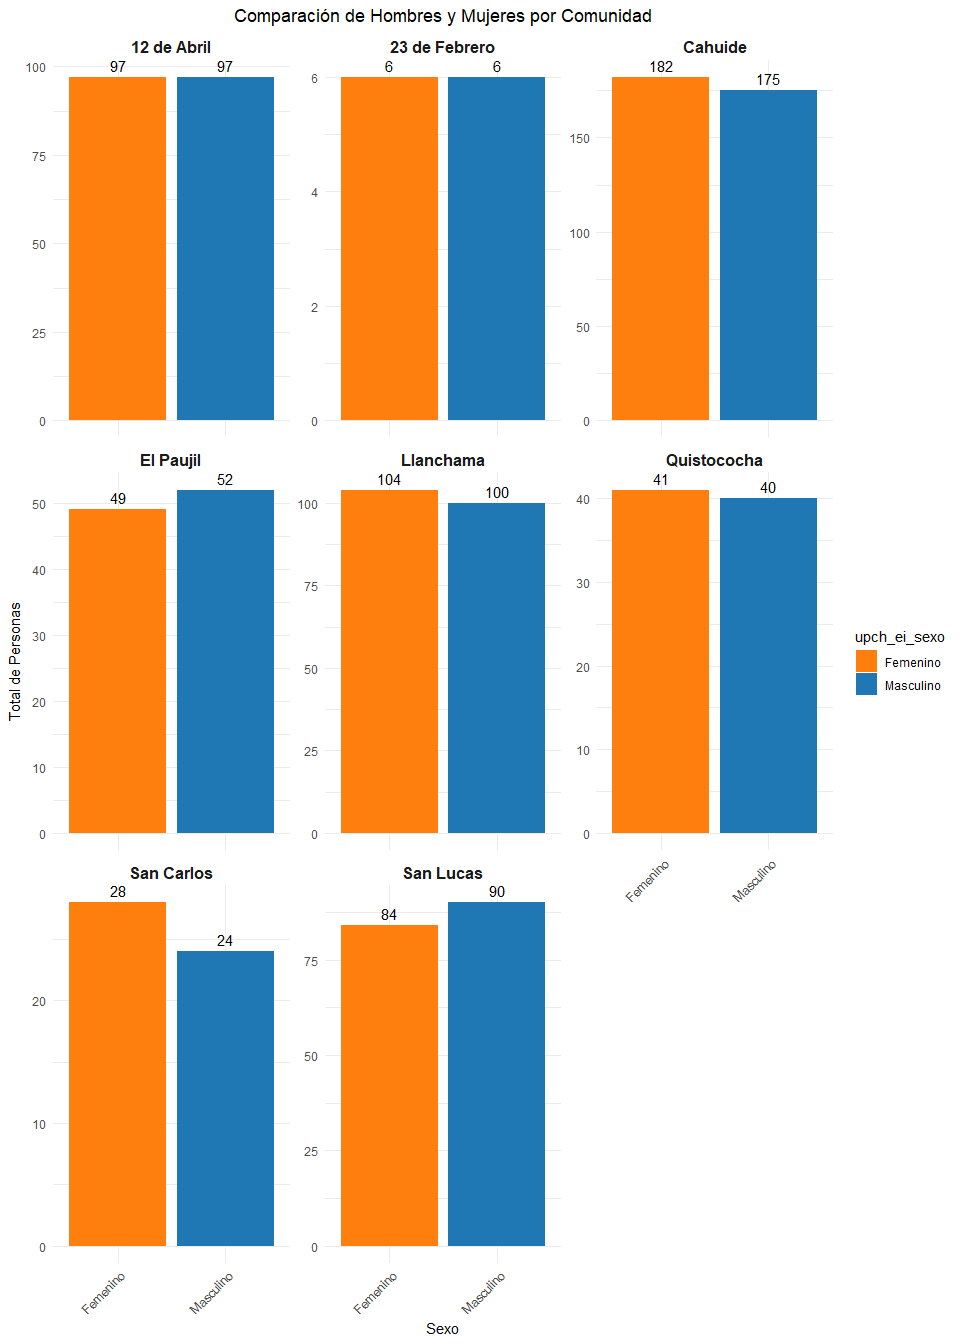 Comparación de Hombres y Mujeres por Comunidad
12 de Abril
23 de Febrero
Cahuide
97
97
6
6
182
175
100
75
50
25
0
6
4
2
0
150
100
50
0
El Paujil
Llanchama
Quistococha
49
52
104
100
41
40
50
40
30
20
10
0
100
75
50
25
0
40
30
20
10
0
Femenino
Masculino
San Carlos
San Lucas
28
24
84
90
20
10
0
75
50
25
0
Femenino
Masculino
Femenino
Masculino
Total de Personas
Sexo
upch_ei_sexo
Femenino
Masculino